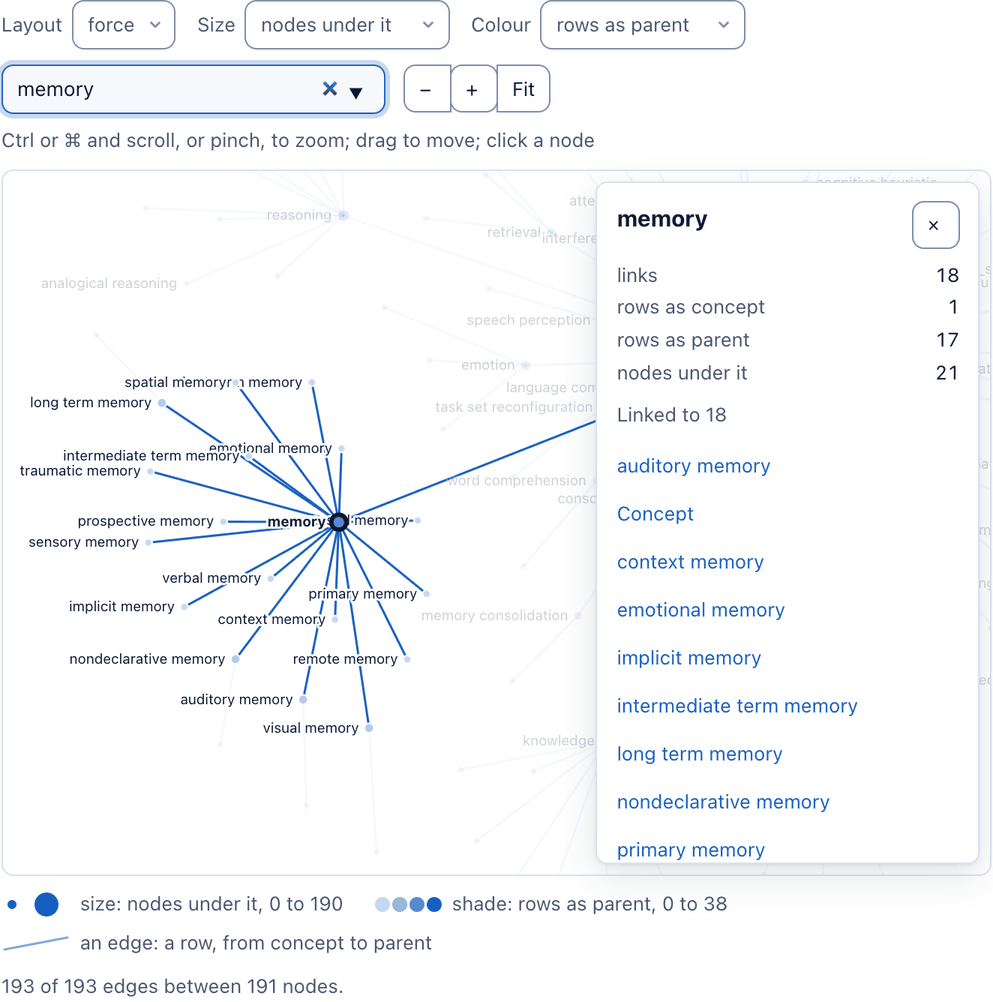 Layout force Size nodes under it Colour rows as parent
memory × ▼ − + Fit
Ctrl or ⌘ and scroll, or pinch, to zoom; drag to move; click a node
reasoning
analogical reasoning
retrieval
speech perception
emotion
task set reconfiguration
word comprehension
memory consolidation
knowledge
spatial memory
memory
long term memory
emotional memory
intermediate term memory
traumatic memory
prospective memory
memory
memory
sensory memory
verbal memory
primary memory
implicit memory
context memory
nondeclarative memory
remote memory
auditory memory
visual memory
memory ×
links 18
rows as concept 1
rows as parent 17
nodes under it 21
Linked to 18
auditory memory
Concept
context memory
emotional memory
implicit memory
intermediate term memory
long term memory
nondeclarative memory
primary memory
size: nodes under it, 0 to 190 shade: rows as parent, 0 to 38
an edge: a row, from concept to parent
193 of 193 edges between 191 nodes.